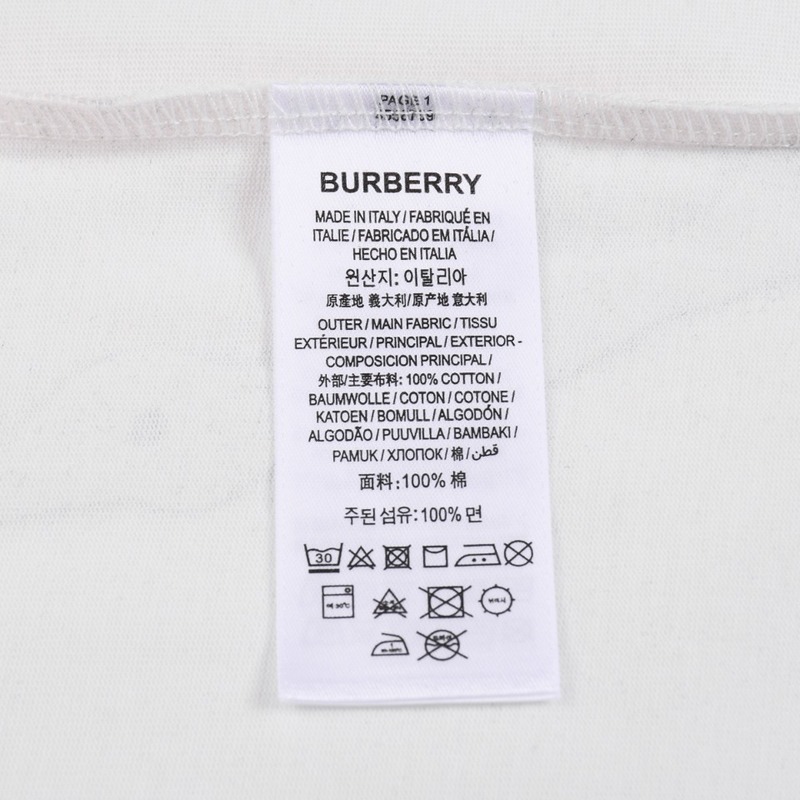 PAGE 1
BURBERRY
MADE IN ITALY / FABRIQUÉ EN
ITALIE / FABRICADO EM ITÁLIA /
HECHO EN ITALIA
원산지: 이탈리아
原產地 義大利/原产地 意大利
OUTER / MAIN FABRIC / TISSU
EXTÉRIEUR / PRINCIPAL / EXTERIOR -
COMPOSICION PRINCIPAL /
外部/主要布料: 100% COTTON /
BAUMWOLLE / COTON / COTONE /
KATOEN / BOMULL / ALGODÓN /
ALGODÃO / PUUVILLA / BAMBAKI /
PAMUK / ХЛОПОК / 棉 / قطن
面料:100% 棉
주된 섬유:100% 면
30